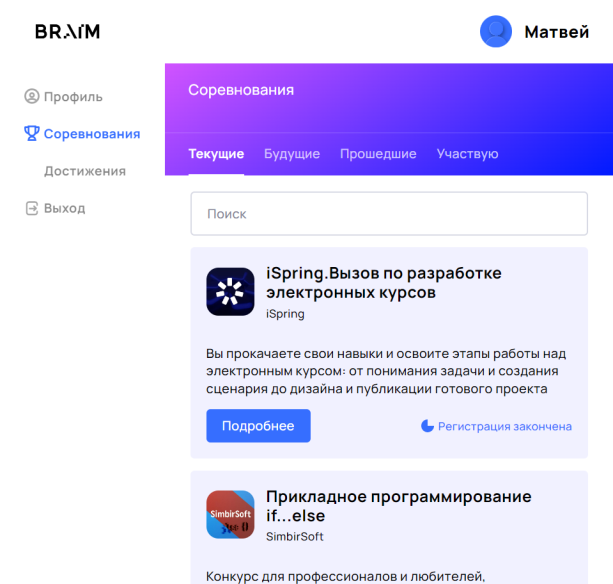 BRAIM
Матвей
Профиль
Соревнования
Достижения
Выход
Соревнования
Текущие Будущие Прошедшие Участвую
Поиск
iSpring.Вызов по разработке
электронных курсов
iSpring
Вы прокачаете свои навыки и освоите этапы работы над
электронным курсом: от понимания задачи и создания
сценария до дизайна и публикации готового проекта
Подробнее
Регистрация закончена
SimbirSoft
Прикладное программирование
if...else
SimbirSoft
Конкурс для профессионалов и любителей,